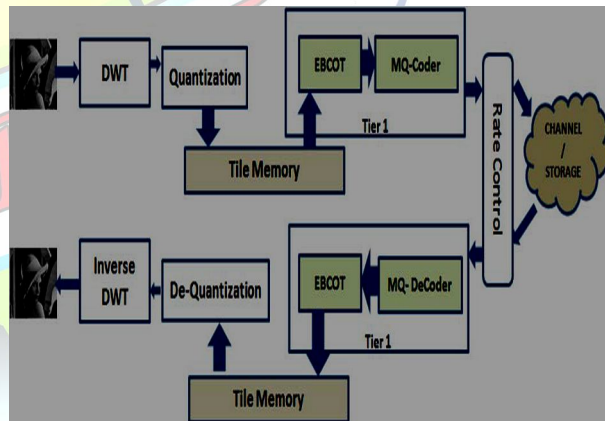 DWT
Quantization
EBCOT
MQ-Coder
Tier 1
Tile Memory
Rate Control
CHANNEL
/
STORAGE
Inverse
DWT
De-Quantization
EBCOT
MQ- DeCoder
Tier 1
Tile Memory